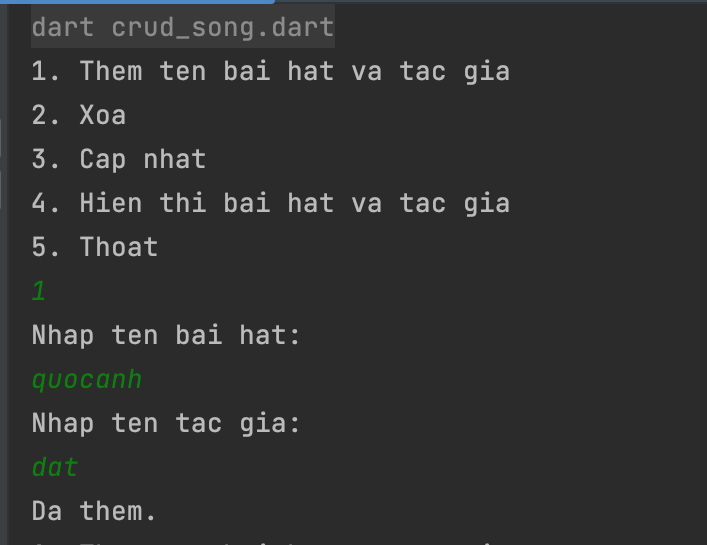 dart crud_song.dart
1. Them ten bai hat va tac gia
2. Xoa
3. Cap nhat
4. Hien thi bai hat va tac gia
5. Thoat
1
Nhap ten bai hat:
quocanh
Nhap ten tac gia:
dat
Da them.